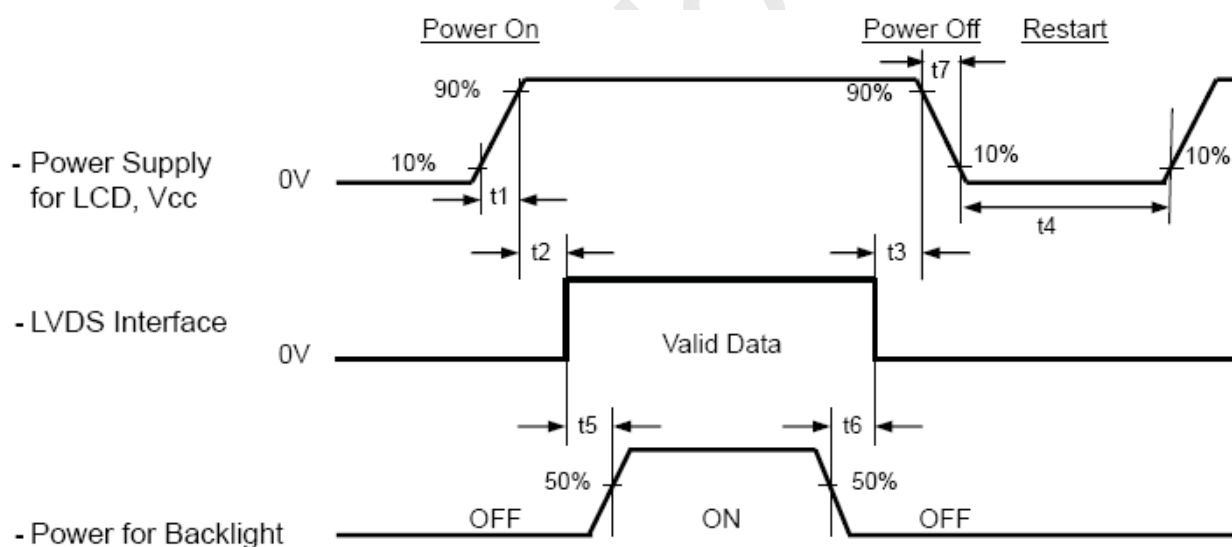 Power On
Power Off
Restart
t7
90%
90%
- Power Supply
for LCD, Vcc
10%
10%
10%
0V
t1
t4
t2
t3
- LVDS Interface
Valid Data
0V
t5
t6
50%
50%
- Power for Backlight
OFF
ON
OFF